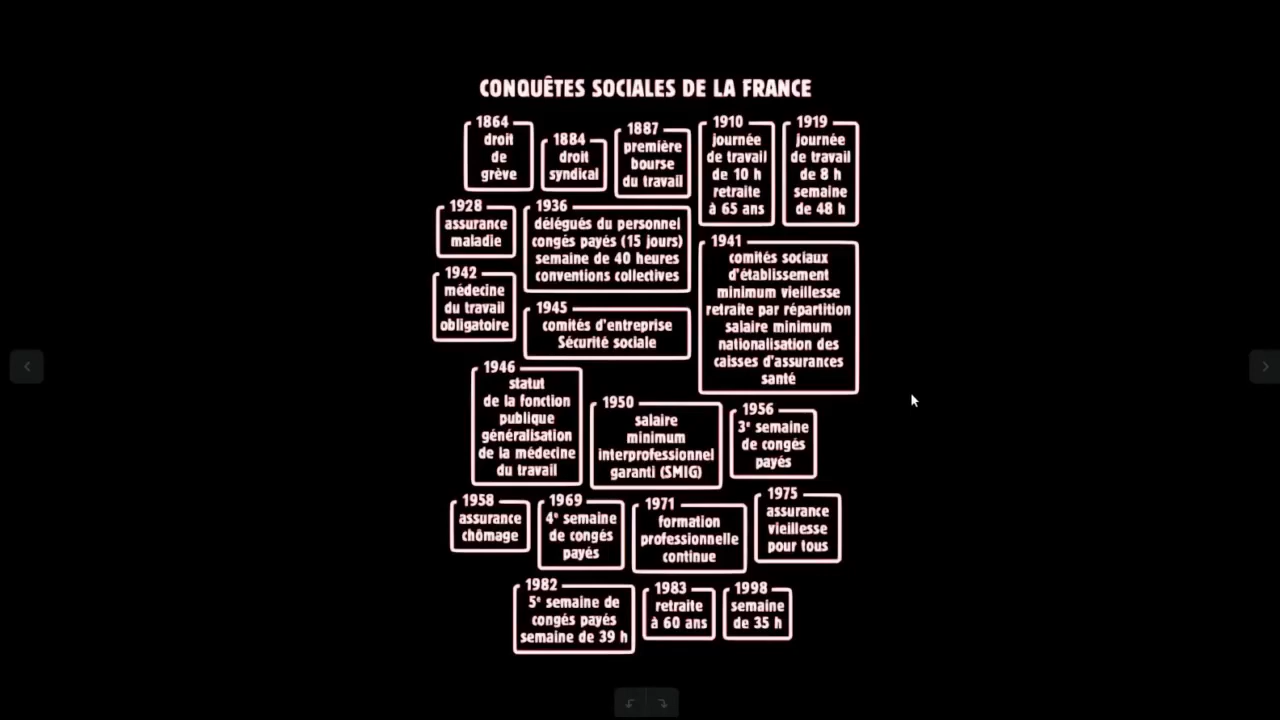 CONQUÊTES SOCIALES DE LA FRANCE
1864
droit
de
grève
1884
droit
syndical
1887
première
bourse
du travail
1910
journée
de travail
de 10 h
retraite
à 65 ans
1919
journée
de travail
de 8 h
semaine
de 48 h
1928
assurance
maladie
1936
délégués du personnel
congés payés (15 jours)
semaine de 40 heures
conventions collectives
1941
comités sociaux
d'établissement
minimum vieillesse
retraite par répartition
salaire minimum
nationalisation des
caisses d'assurances
santé
1942
médecine
du travail
obligatoire
1945
comités d'entreprise
Sécurité sociale
1946
statut
de la fonction
publique
généralisation
de la médecine
du travail
1950
salaire
minimum
interprofessionnel
garanti (SMIG)
1956
3e semaine
de congés
payés
1958
assurance
chômage
1969
4e semaine
de congés
payés
1971
formation
professionnelle
continue
1975
assurance
vieillesse
pour tous
1982
5e semaine de
congés payés
semaine de 39 h
1983
retraite
à 60 ans
1998
semaine
de 35 h